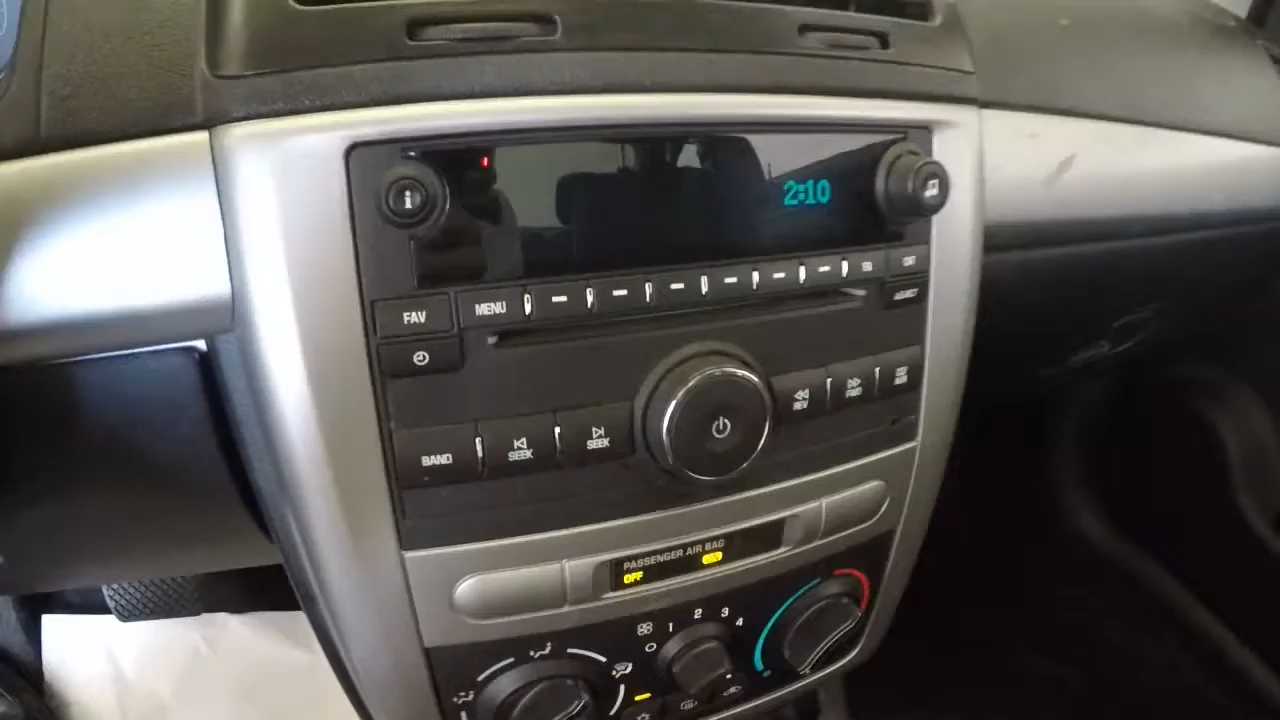 2:10
FAV
MENU
BAND
SEEK
SEEK
REV
FWD
PASSENGER AIR BAG
OFF
1 2 3 4